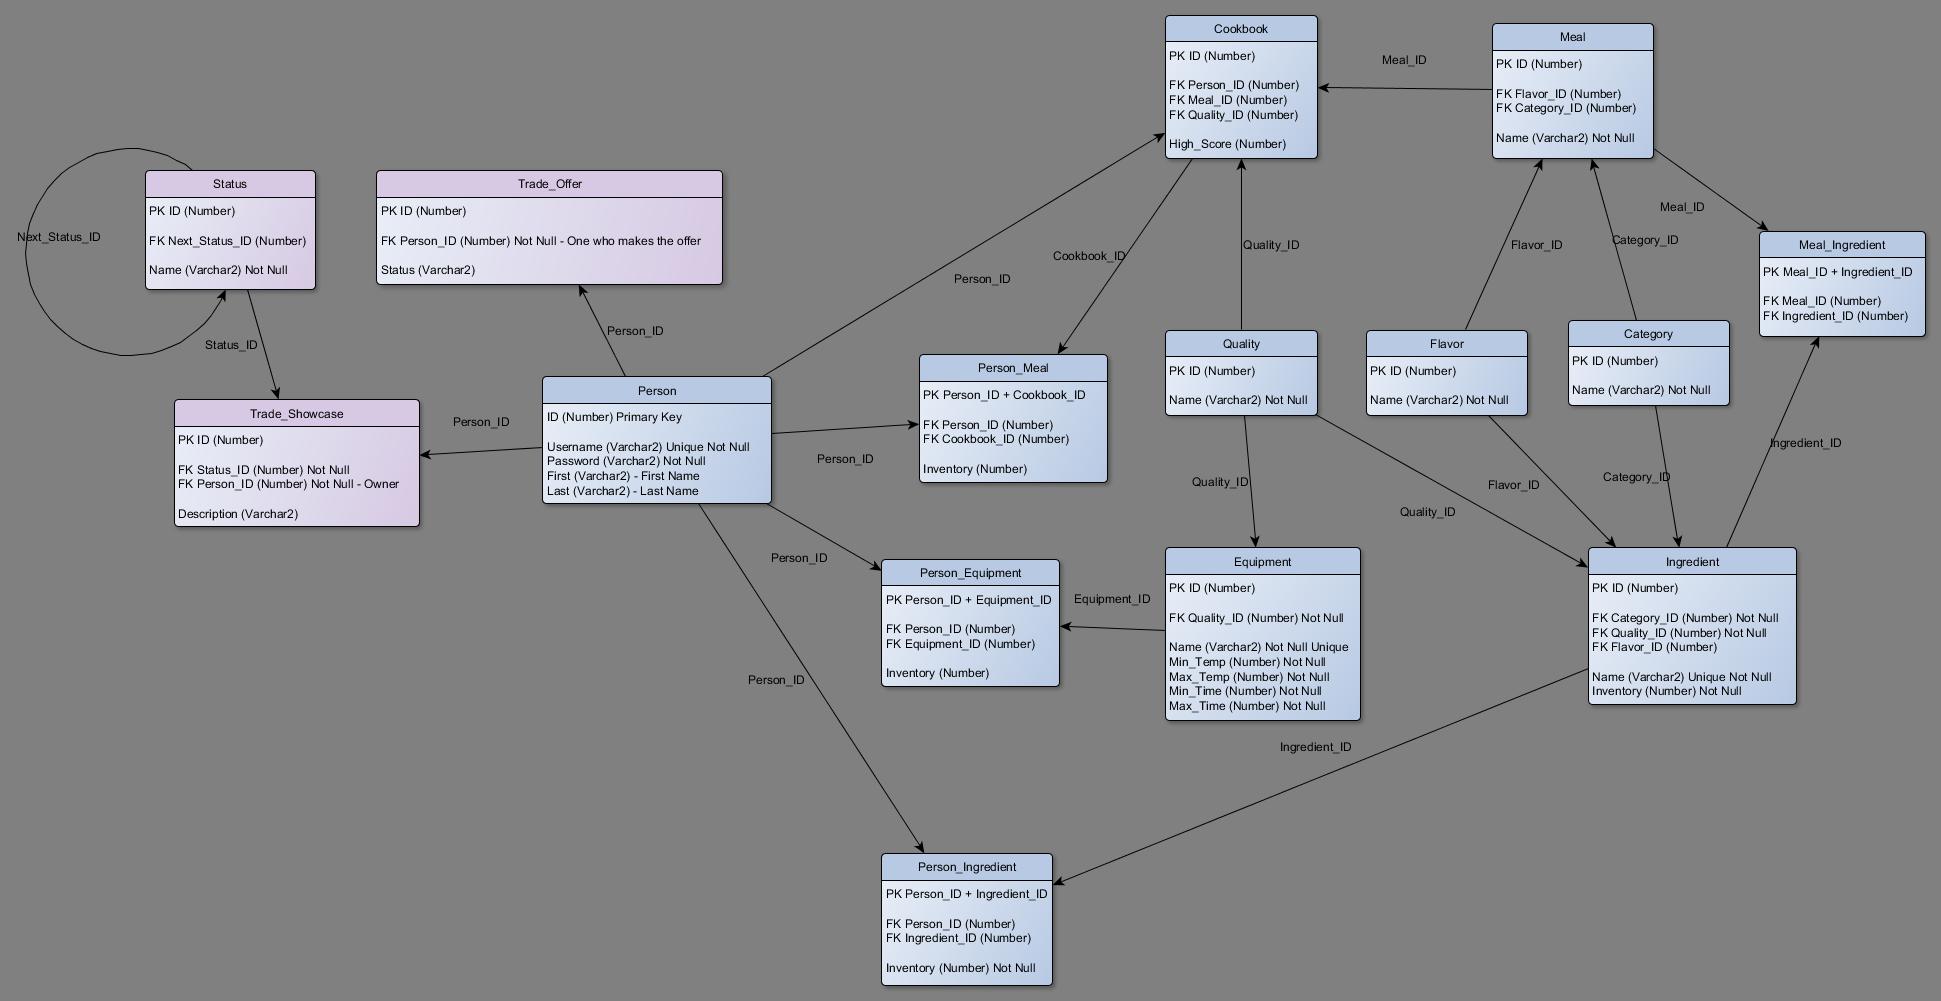 Cookbook
PK ID (Number)
FK Person_ID (Number)
FK Meal_ID (Number)
FK Quality_ID (Number)
High_Score (Number)
Meal_ID
Meal
PK ID (Number)
FK Flavor_ID (Number)
FK Category_ID (Number)
Name (Varchar2) Not Null
Next_Status_ID
Status
PK ID (Number)
FK Next_Status_ID (Number)
Name (Varchar2) Not Null
Trade_Offer
PK ID (Number)
FK Person_ID (Number) Not Null - One who makes the offer
Status (Varchar2)
Person_ID
Cookbook_ID
Quality_ID
Flavor_ID
Category_ID
Meal_ID
Meal_Ingredient
PK Meal_ID + Ingredient_ID
FK Meal_ID (Number)
FK Ingredient_ID (Number)
Status_ID
Person_ID
Trade_Showcase
PK ID (Number)
FK Status_ID (Number) Not Null
FK Person_ID (Number) Not Null - Owner
Description (Varchar2)
Person_ID
Person
ID (Number) Primary Key
Username (Varchar2) Unique Not Null
Password (Varchar2) Not Null
First (Varchar2) - First Name
Last (Varchar2) - Last Name
Person_ID
Person_Meal
PK Person_ID + Cookbook_ID
FK Person_ID (Number)
FK Cookbook_ID (Number)
Inventory (Number)
Quality
PK ID (Number)
Name (Varchar2) Not Null
Flavor
PK ID (Number)
Name (Varchar2) Not Null
Category
PK ID (Number)
Name (Varchar2) Not Null
Quality_ID
Quality_ID
Flavor_ID
Category_ID
Ingredient_ID
Person_ID
Person_Equipment
PK Person_ID + Equipment_ID
FK Person_ID (Number)
FK Equipment_ID (Number)
Inventory (Number)
Equipment_ID
Equipment
PK ID (Number)
FK Quality_ID (Number) Not Null
Name (Varchar2) Not Null Unique
Min_Temp (Number) Not Null
Max_Temp (Number) Not Null
Min_Time (Number) Not Null
Max_Time (Number) Not Null
Ingredient
PK ID (Number)
FK Category_ID (Number) Not Null
FK Quality_ID (Number) Not Null
FK Flavor_ID (Number)
Name (Varchar2) Unique Not Null
Inventory (Number) Not Null
Person_ID
Ingredient_ID
Person_Ingredient
PK Person_ID + Ingredient_ID
FK Person_ID (Number)
FK Ingredient_ID (Number)
Inventory (Number) Not Null